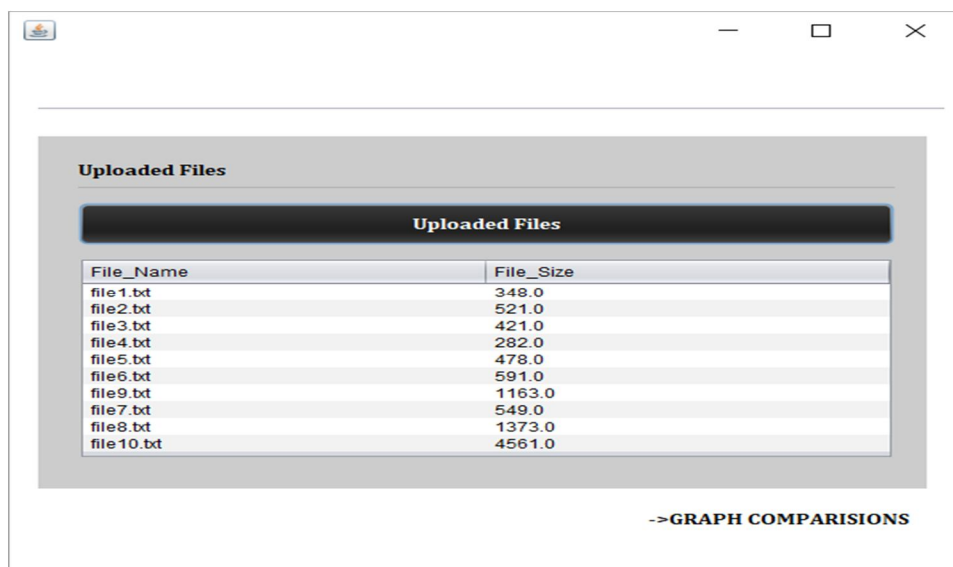 Uploaded Files
Uploaded Files
File_Name File_Size
file1.txt 348.0
file2.txt 521.0
file3.txt 421.0
file4.txt 282.0
file5.txt 478.0
file6.txt 591.0
file9.txt 1163.0
file7.txt 549.0
file8.txt 1373.0
file10.txt 4561.0
->GRAPH COMPARISIONS